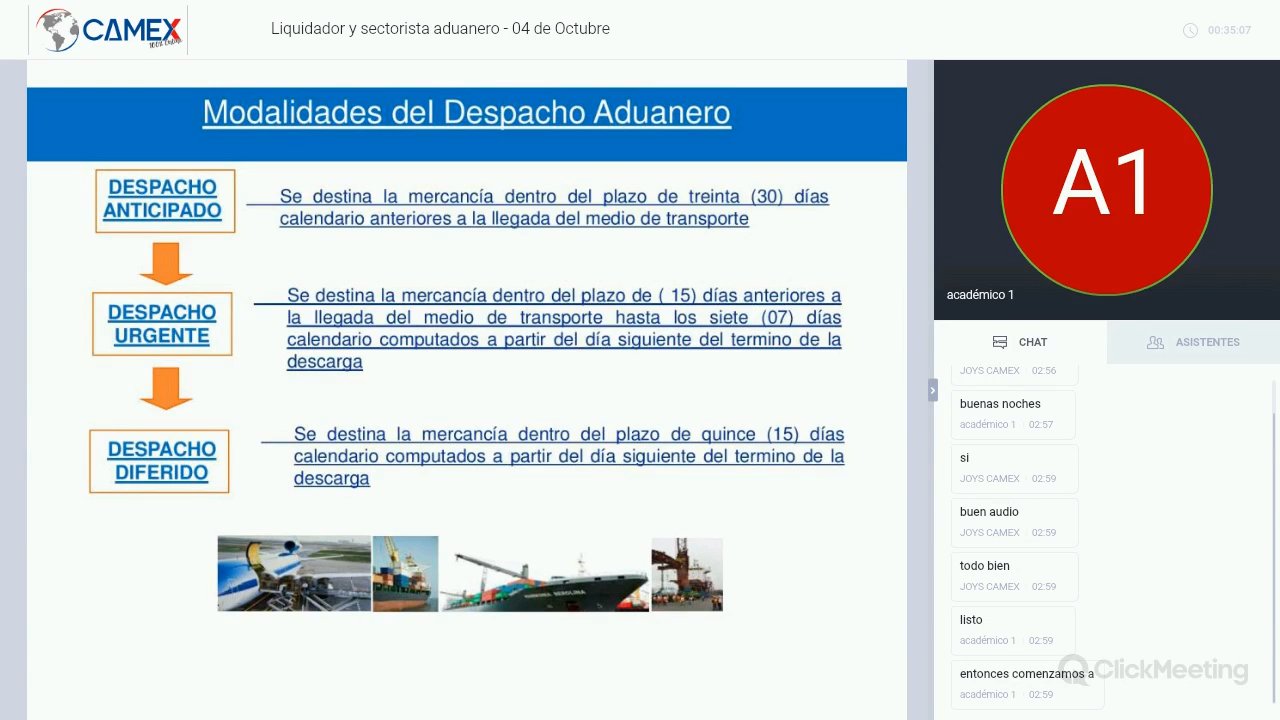 CAMEX
100% Online
Liquidador y sectorista aduanero - 04 de Octubre
00:35:07
Modalidades del Despacho Aduanero
DESPACHO
ANTICIPADO
Se destina la mercancía dentro del plazo de treinta (30) días
calendario anteriores a la llegada del medio de transporte
DESPACHO
URGENTE
Se destina la mercancía dentro del plazo de ( 15) días anteriores a
la llegada del medio de transporte hasta los siete (07) días
calendario computados a partir del día siguiente del termino de la
descarga
DESPACHO
DIFERIDO
Se destina la mercancía dentro del plazo de quince (15) días
calendario computados a partir del día siguiente del termino de la
descarga
A1
académico 1
CHAT
ASISTENTES
JOYS CAMEX 02:56
buenas noches
académico 1 02:57
si
JOYS CAMEX 02:59
buen audio
JOYS CAMEX 02:59
todo bien
JOYS CAMEX 02:59
listo
académico 1 02:59
entonces comenzamos a
académico 1 02:59
ClickMeeting